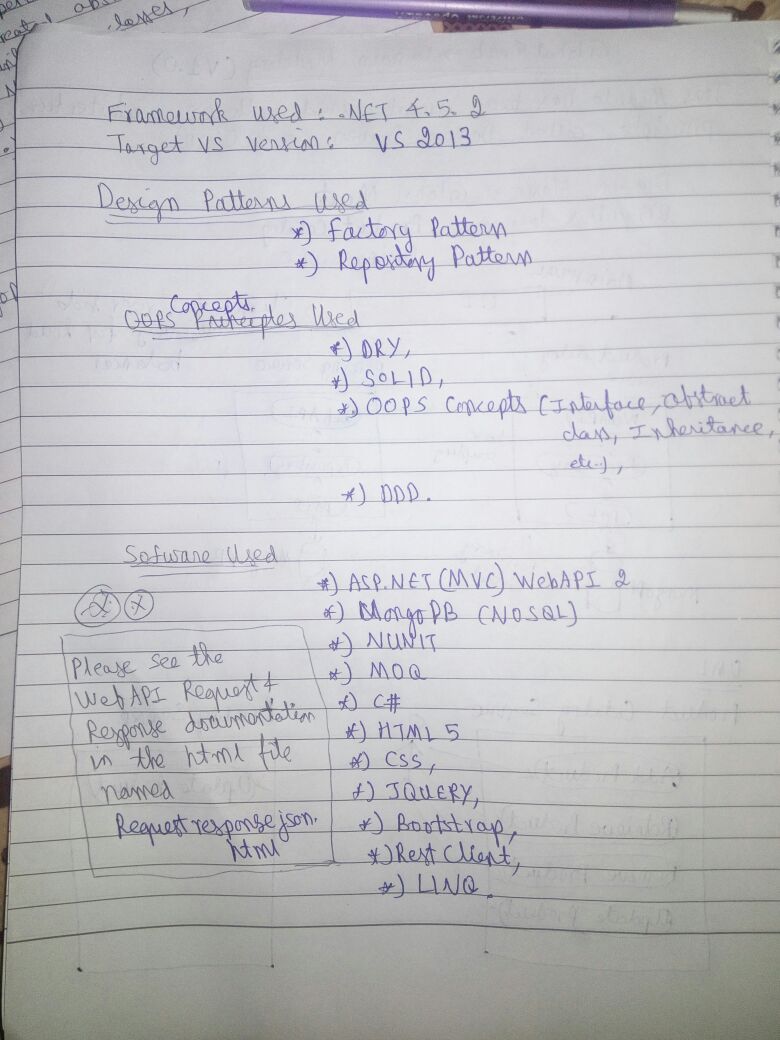 Framework used : .NET 4.5.2
Target VS version: VS 2013
Design Patterns Used
*) Factory Pattern
*) Repository Pattern
Concepts.
OOPS Principles Used
*) DRY,
*) SOLID,
*) OOPS Concepts (Interface, abstract
class, Inheritance,
etc.),
*) DDD.
Sofware Used
*) ASP.NET (MVC) WebAPI 2
*) MongoDB (NOSQL)
*) NUNIT
*) MOQ
*) C#
*) HTML 5
*) CSS,
*) JQUERY,
*) Bootstrap,
*) Rest Client,
*) LINQ.
Please see the
WebAPI Request &
Response documentation
in the html file
named
Requestresponsejson.
html